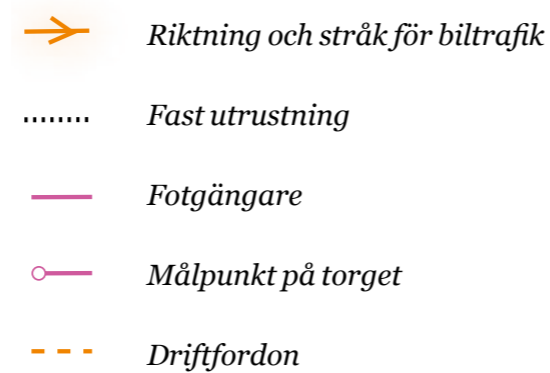 Riktning och stråk för biltrafik
Fast utrustning
Fotgängare
Målpunkt på torget
Driftfordon